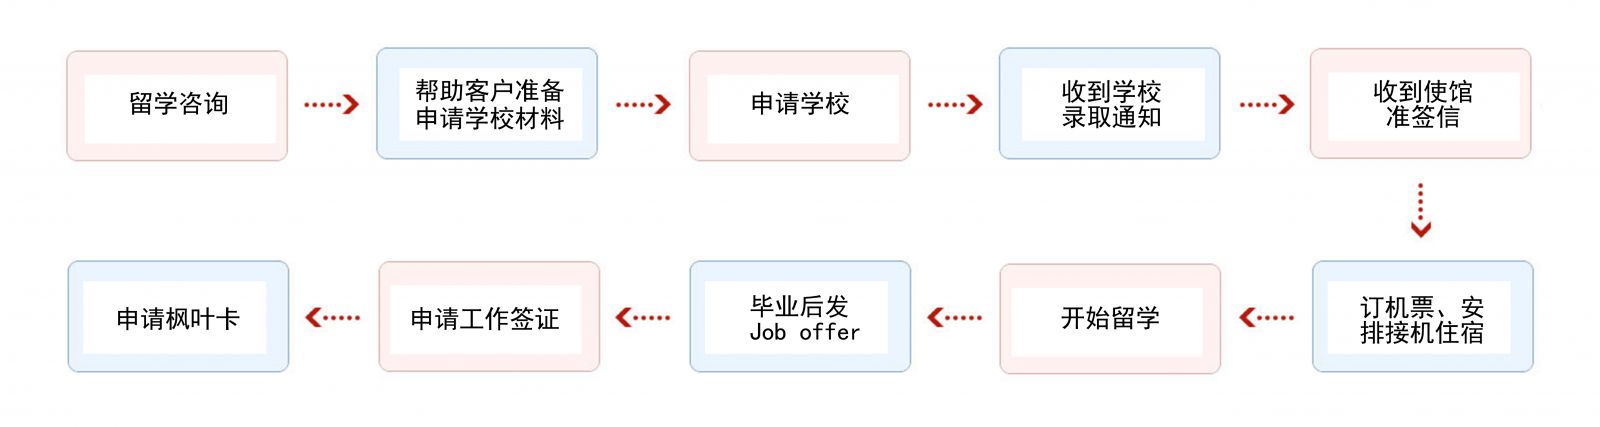 留学咨询
帮助客户准备
申请学校材料
申请学校
收到学校
录取通知
收到使馆
准签信
订机票、安
排接机住宿
开始留学
毕业后发
Job offer
申请工作签证
申请枫叶卡